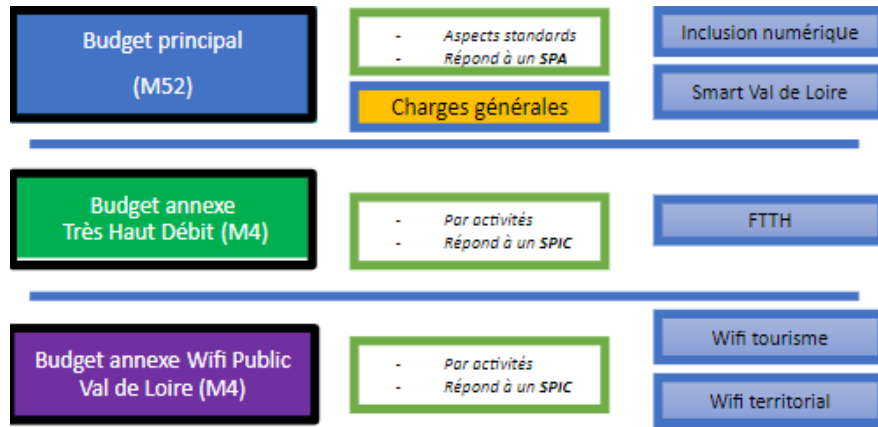 Budget principal
(M52)
- Aspects standards
- Répond à un SPA
Charges générales
Inclusion numérique
Smart Val de Loire
Budget annexe
Très Haut Débit (M4)
- Par activités
- Répond à un SPIC
FTTH
Budget annexe Wifi Public
Val de Loire (M4)
- Par activités
- Répond à un SPIC
Wifi tourisme
Wifi territorial